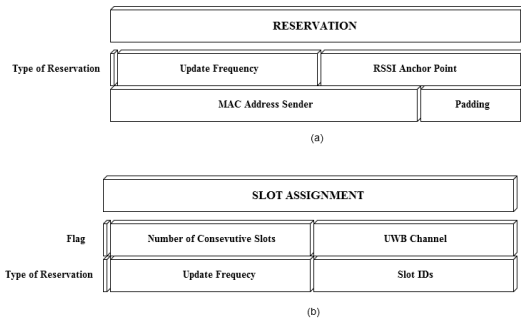 RESERVATION
Type of Reservation Update Frequency RSSI Anchor Point
MAC Address Sender Padding
(a)
SLOT ASSIGNMENT
Flag Number of Consevutive Slots UWB Channel
Type of Reservation Update Frequecy Slot IDs
(b)